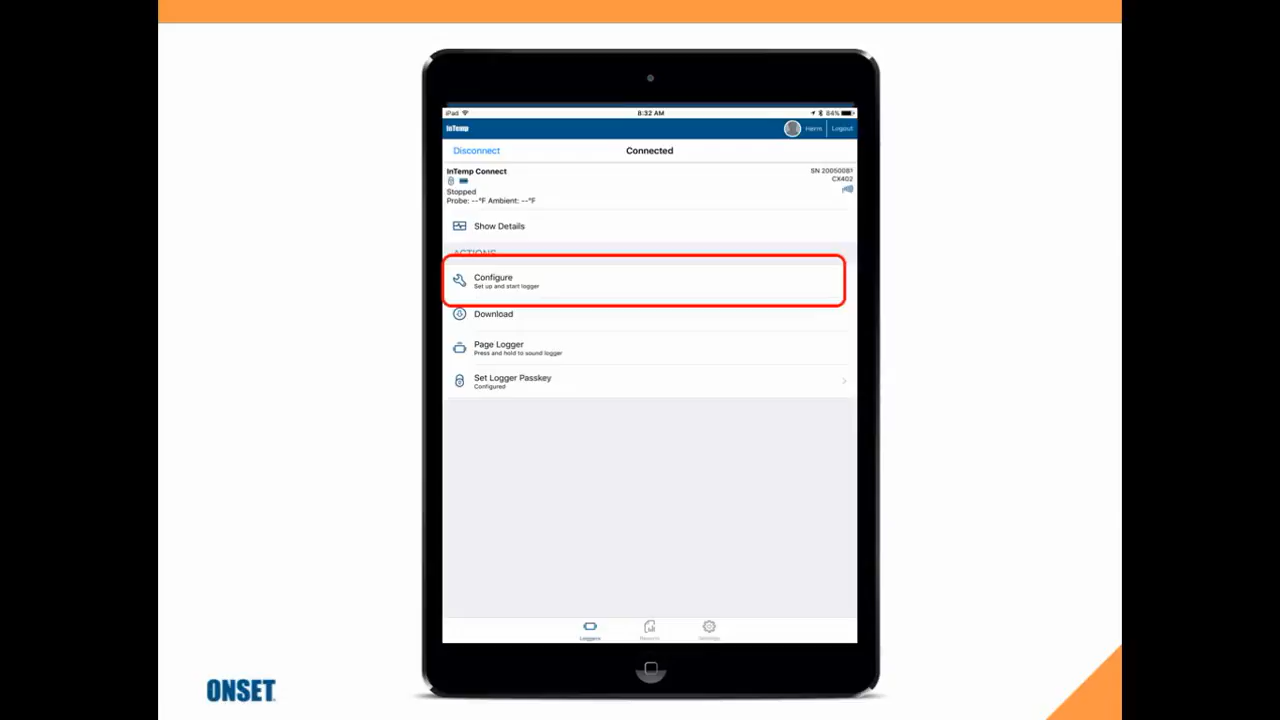 iPad
8:32 AM
84%
InTemp
Harm
Logout
Disconnect
Connected
InTemp Connect
SN 20050081
CX402
Stopped
Probe: --°F Ambient: --°F
Show Details
ACTIONS
Configure
Set up and start logger
Download
Page Logger
Press and hold to sound logger
Set Logger Passkey
Configured
Loggers
Reports
Settings
ONSET